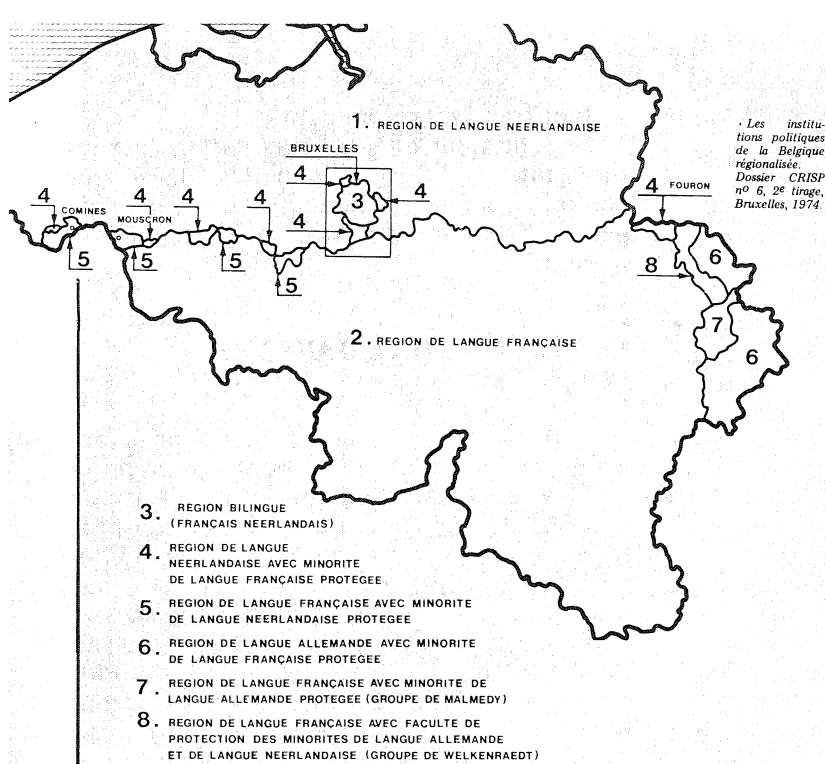 1. REGION DE LANGUE NEERLANDAISE
· Les institu-
tions politiques
de la Belgique
régionalisée.
Dossier CRISP
nº 6, 2e tirage,
Bruxelles, 1974.
BRUXELLES
4
4
3
4
4
FOURON
4
COMINES
MOUSCRON
4
4
4
5
5
5
5
8
6
7
6
2. REGION DE LANGUE FRANÇAISE
3. REGION BILINGUE
(FRANÇAIS NEERLANDAIS)
4. REGION DE LANGUE
NEERLANDAISE AVEC MINORITE
DE LANGUE FRANÇAISE PROTEGEE
5. REGION DE LANGUE FRANÇAISE AVEC MINORITE
DE LANGUE NEERLANDAISE PROTEGEE
6. REGION DE LANGUE ALLEMANDE AVEC MINORITE
DE LANGUE FRANÇAISE PROTEGEE
7. REGION DE LANGUE FRANÇAISE AVEC MINORITE DE
LANGUE ALLEMANDE PROTEGEE (GROUPE DE MALMEDY)
8. REGION DE LANGUE FRANÇAISE AVEC FACULTE DE
PROTECTION DES MINORITES DE LANGUE ALLEMANDE
ET DE LANGUE NEERLANDAISE (GROUPE DE WELKENRAEDT)